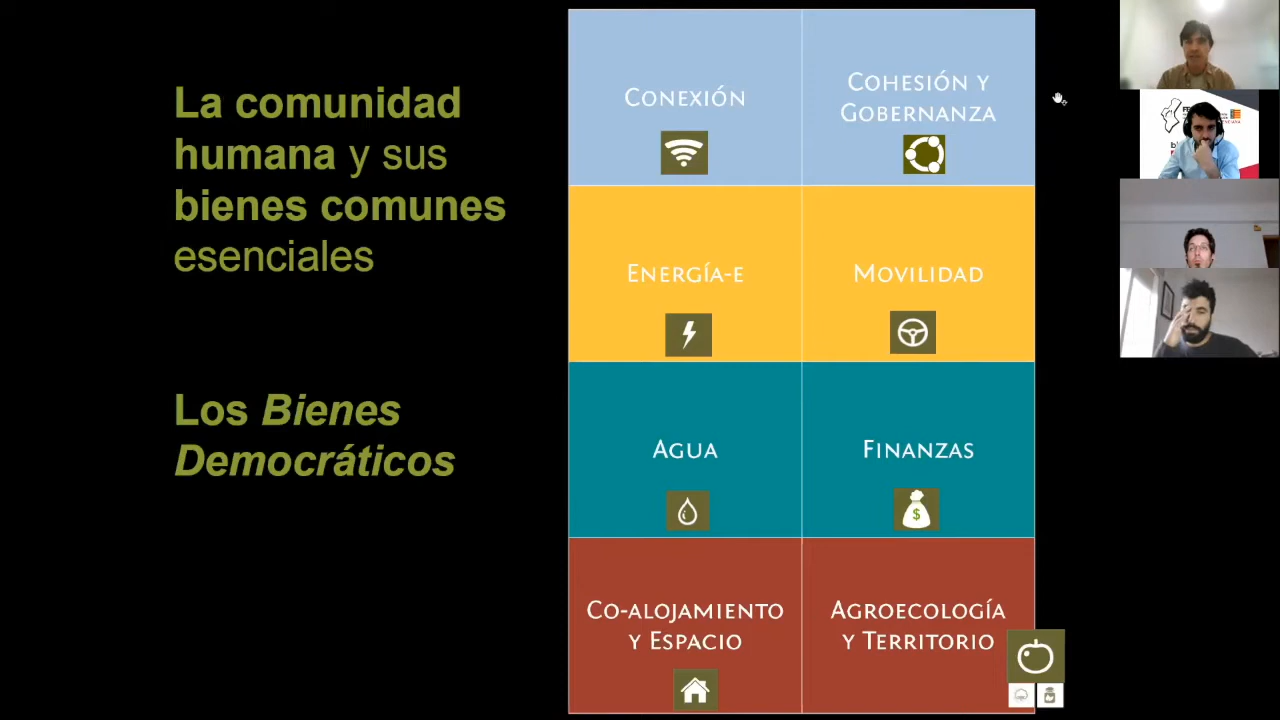 La comunidad
humana y sus
bienes comunes
esenciales
Los Bienes
Democráticos
CONEXIÓN
COHESIÓN Y
GOBERNANZA
ENERGÍA-E
MOVILIDAD
AGUA
FINANZAS
$
CO-ALOJAMIENTO
Y ESPACIO
AGROECOLOGÍA
Y TERRITORIO